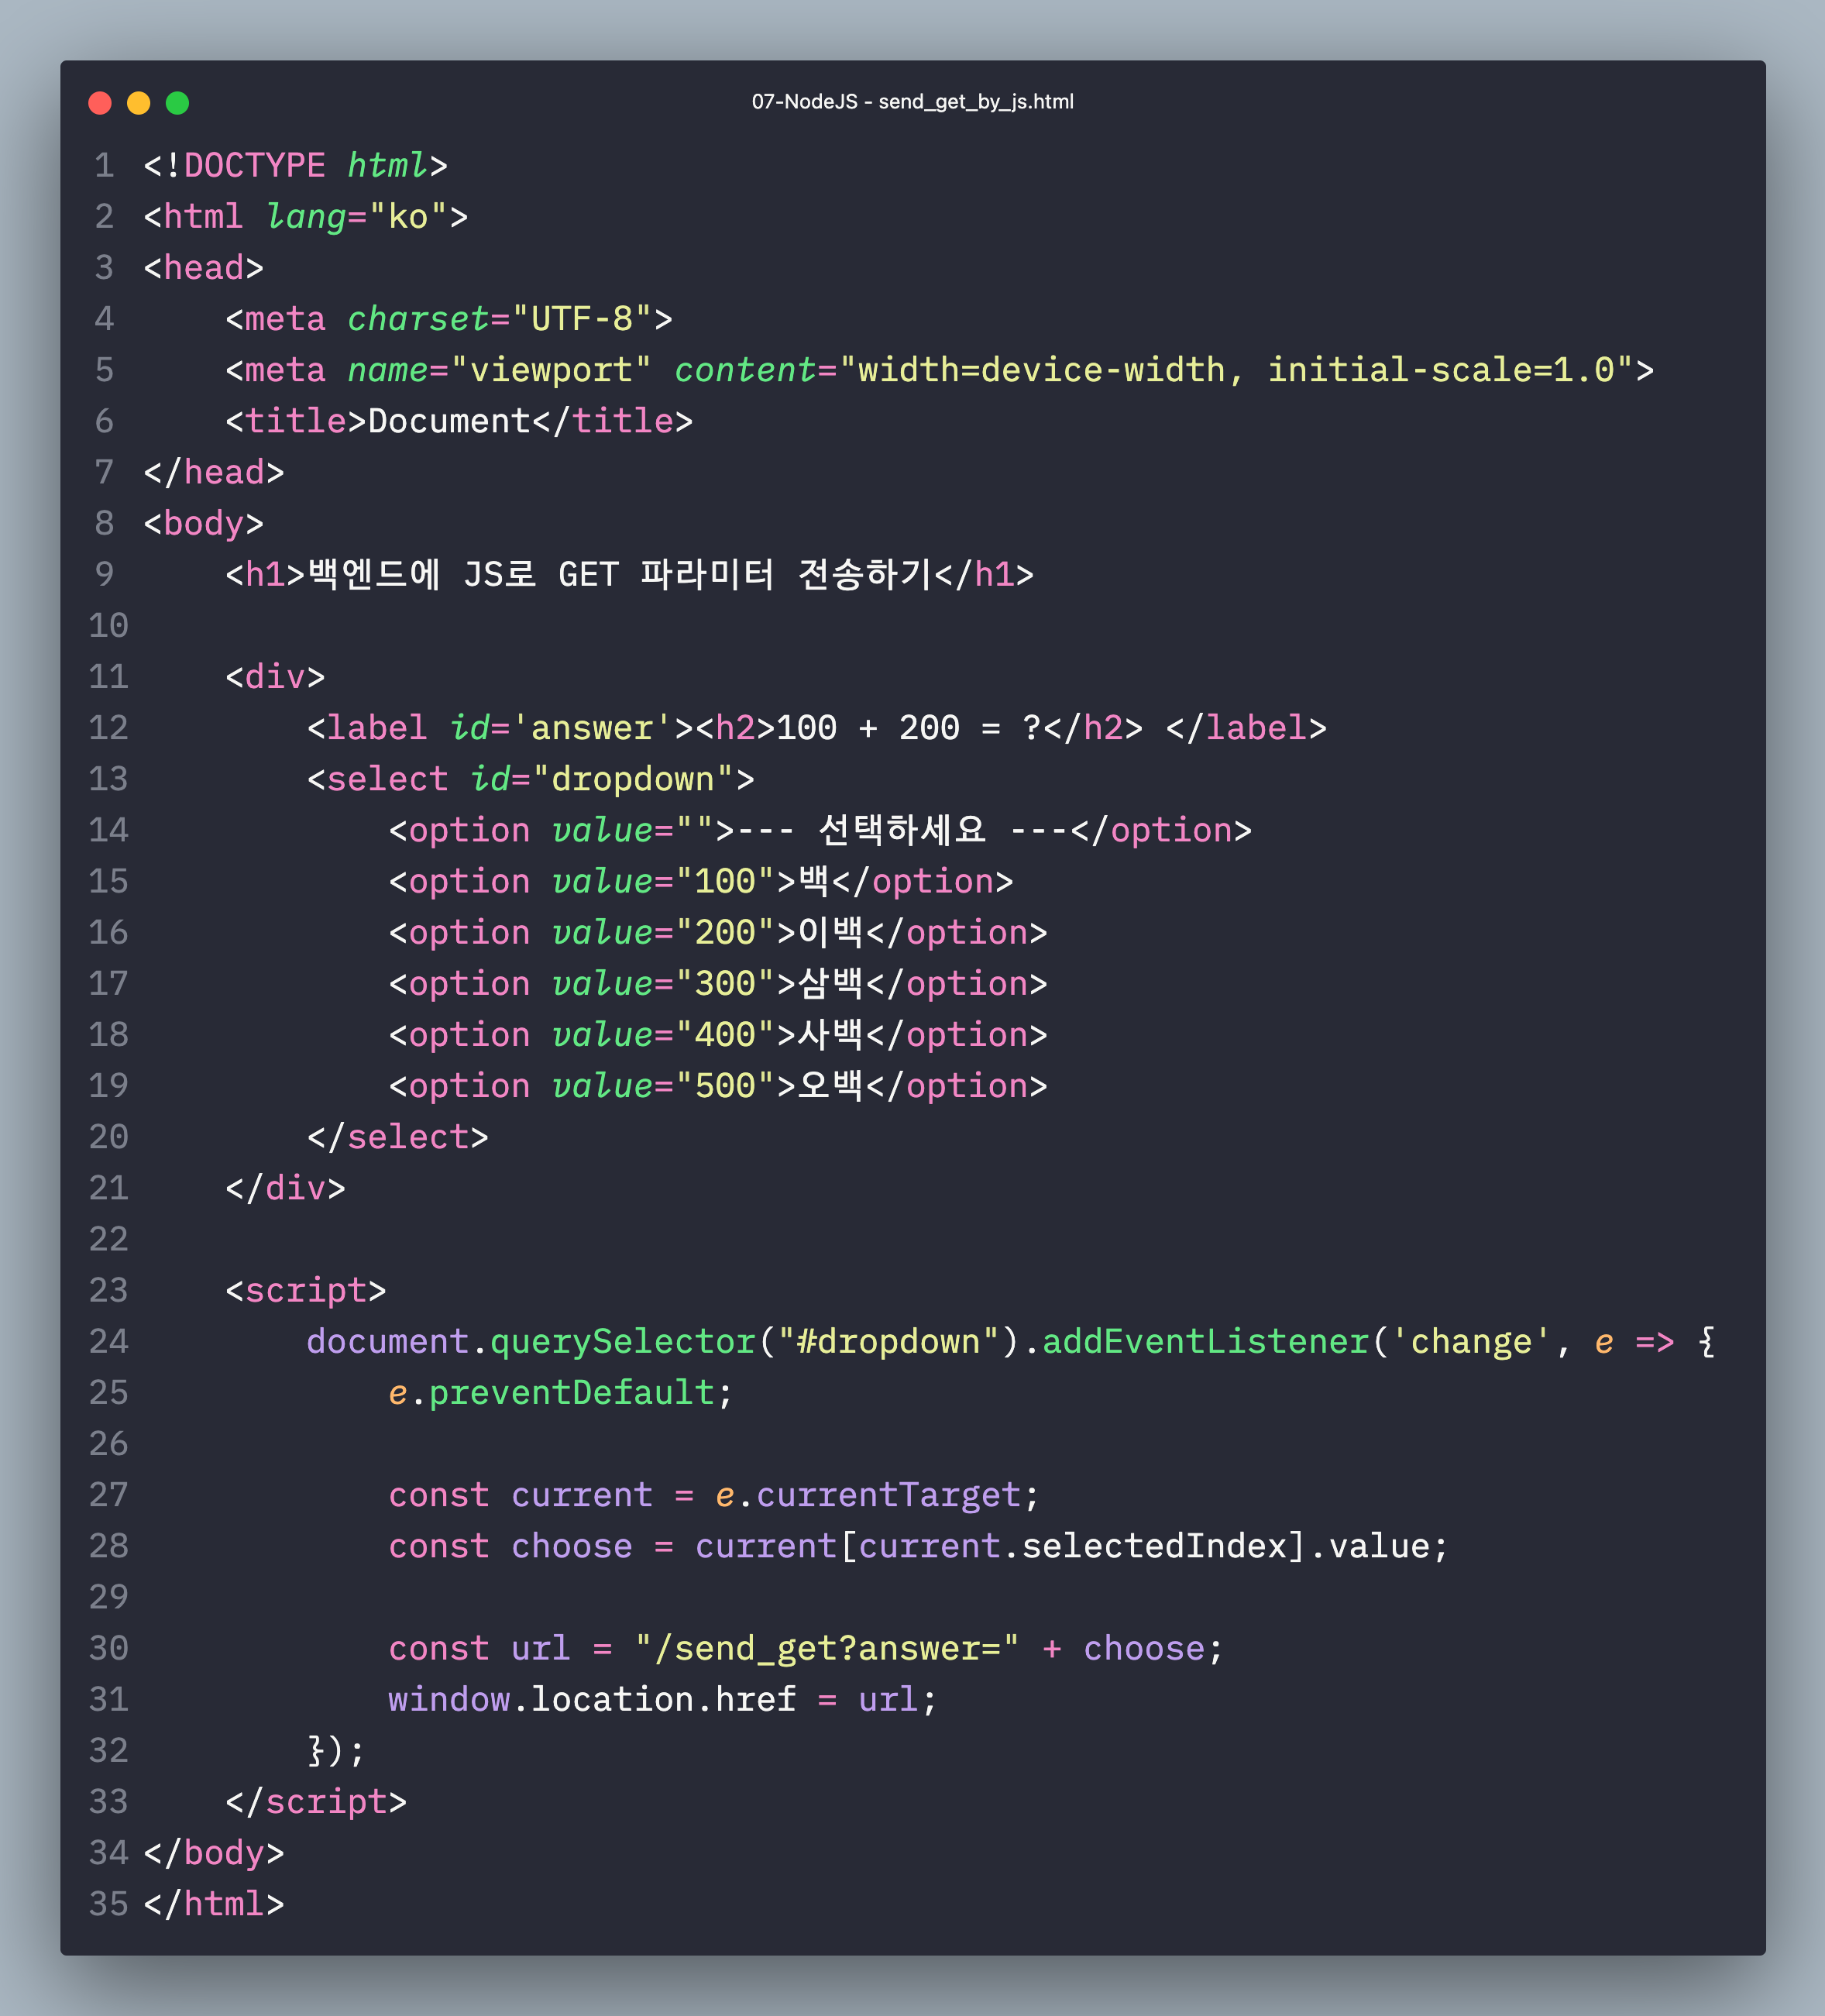 07-NodeJS - send_get_by_js.html
1 <!DOCTYPE html>
2 <html lang="ko">
3 <head>
4     <meta charset="UTF-8">
5     <meta name="viewport" content="width=device-width, initial-scale=1.0">
6     <title>Document</title>
7 </head>
8 <body>
9     <h1>백엔드에 JS로 GET 파라미터 전송하기</h1>
10
11     <div>
12         <label id='answer'><h2>100 + 200 = ?</h2> </label>
13         <select id="dropdown">
14             <option value="">--- 선택하세요 ---</option>
15             <option value="100">백</option>
16             <option value="200">이백</option>
17             <option value="300">삼백</option>
18             <option value="400">사백</option>
19             <option value="500">오백</option>
20         </select>
21     </div>
22
23     <script>
24         document.querySelector("#dropdown").addEventListener('change', e => {
25             e.preventDefault;
26
27             const current = e.currentTarget;
28             const choose = current[current.selectedIndex].value;
29
30             const url = "/send_get?answer=" + choose;
31             window.location.href = url;
32         });
33     </script>
34 </body>
35 </html>